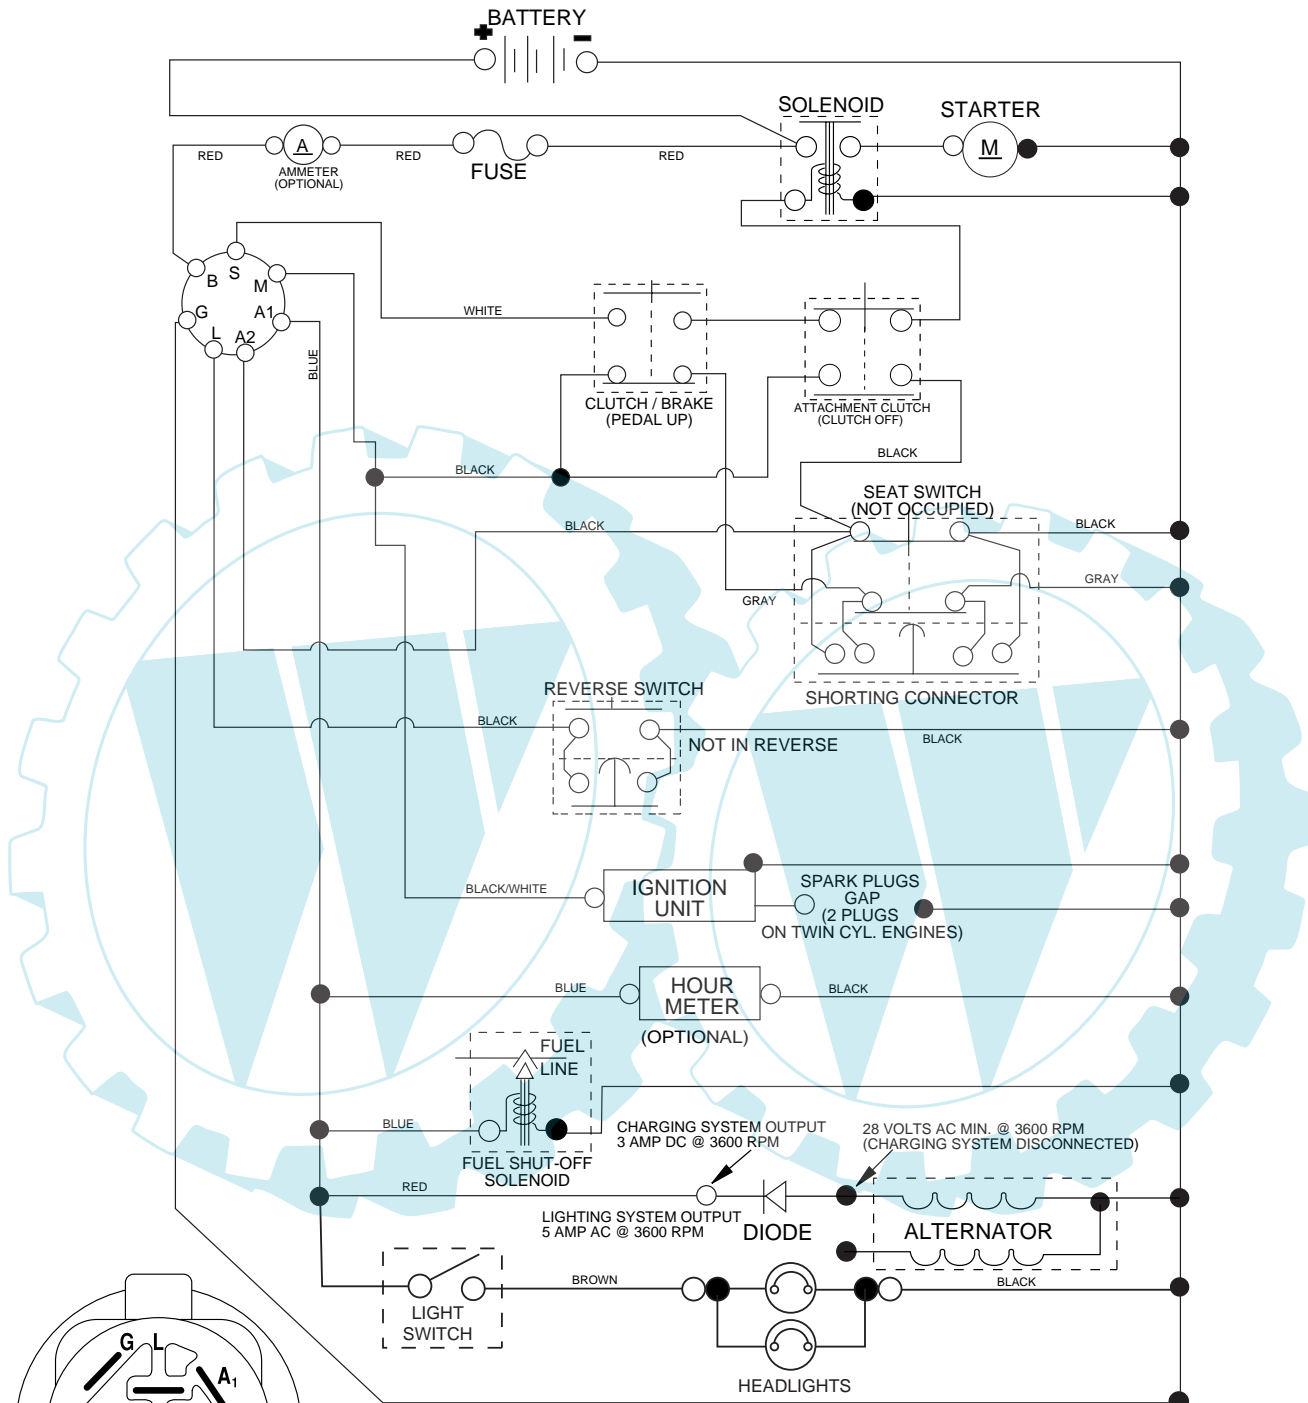 BATTERY
SOLENOID
STARTER
A
M
RED
RED
RED
AMMETER
(OPTIONAL)
FUSE
B
S
M
G
A1
L
A2
WHITE
BLUE
CLUTCH / BRAKE
(PEDAL UP)
ATTACHMENT CLUTCH
(CLUTCH OFF)
BLACK
BLACK
SEAT SWITCH
(NOT OCCUPIED)
BLACK
BLACK
GRAY
GRAY
REVERSE SWITCH
SHORTING CONNECTOR
BLACK
NOT IN REVERSE
BLACK
BLACK/WHITE
IGNITION
UNIT
SPARK PLUGS
GAP
(2 PLUGS
ON TWIN CYL. ENGINES)
BLUE
HOUR
METER
BLACK
(OPTIONAL)
FUEL
LINE
BLUE
CHARGING SYSTEM OUTPUT
3 AMP DC @ 3600 RPM
28 VOLTS AC MIN. @ 3600 RPM
(CHARGING SYSTEM DISCONNECTED)
FUEL SHUT-OFF
SOLENOID
RED
LIGHTING SYSTEM OUTPUT
5 AMP AC @ 3600 RPM
DIODE
ALTERNATOR
BROWN
BLACK
LIGHT
SWITCH
HEADLIGHTS
G
L
A1